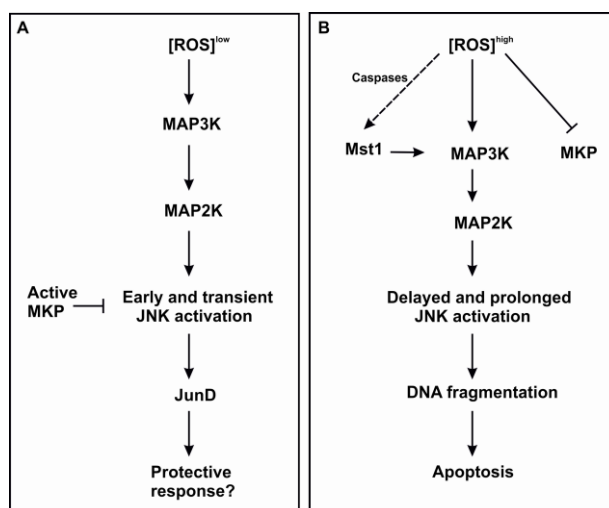 A
[ROS]low
MAP3K
MAP2K
Active
MKP
Early and transient
JNK activation
JunD
Protective
response?
B
[ROS]high
Caspases
Mst1
MAP3K
MKP
MAP2K
Delayed and prolonged
JNK activation
DNA fragmentation
Apoptosis